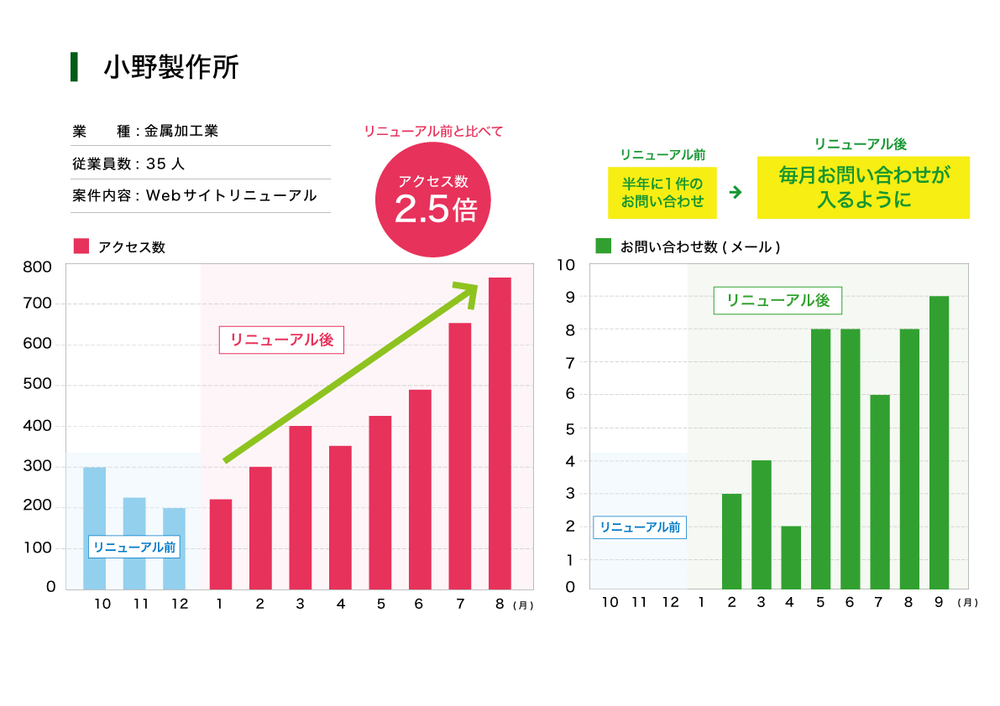 小野製作所
業　　種 : 金属加工業
従業員数 : 35 人
案件内容 : Webサイトリニューアル
リニューアル前と比べて
アクセス数
2.5倍
リニューアル前
半年に1件の
お問い合わせ
リニューアル後
毎月お問い合わせが
入るように
アクセス数
800
700
600
500
400
300
200
100
0
リニューアル後
リニューアル前
10 11 12 1 2 3 4 5 6 7 8 (月)
お問い合わせ数 ( メール )
10
9
8
7
6
5
4
3
2
1
0
リニューアル後
リニューアル前
10 11 12 1 2 3 4 5 6 7 8 9 (月)